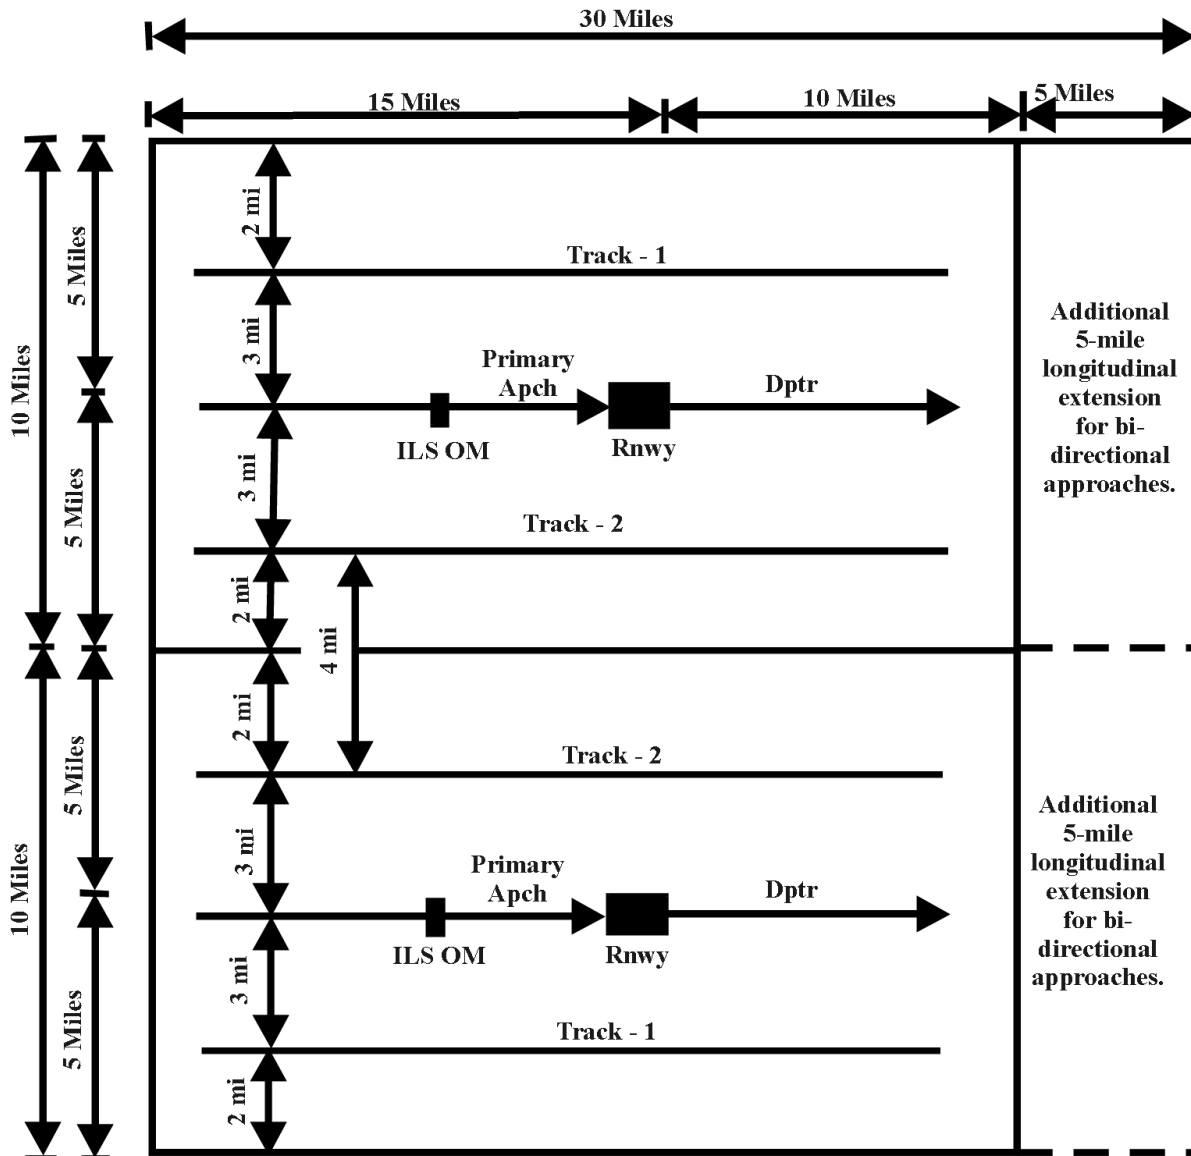 30 Miles
15 Miles
10 Miles
5 Miles
2 mi
Track - 1
5 Miles
3 mi
Additional
5-mile
longitudinal
extension
for bi-
directional
approaches.
10 Miles
Primary
Apch
Dptr
ILS OM
Rnwy
3 mi
5 Miles
Track - 2
2 mi
4 mi
2 mi
5 Miles
Track - 2
3 mi
Additional
5-mile
longitudinal
extension
for bi-
directional
approaches.
10 Miles
Primary
Apch
Dptr
ILS OM
Rnwy
3 mi
5 Miles
Track - 1
2 mi